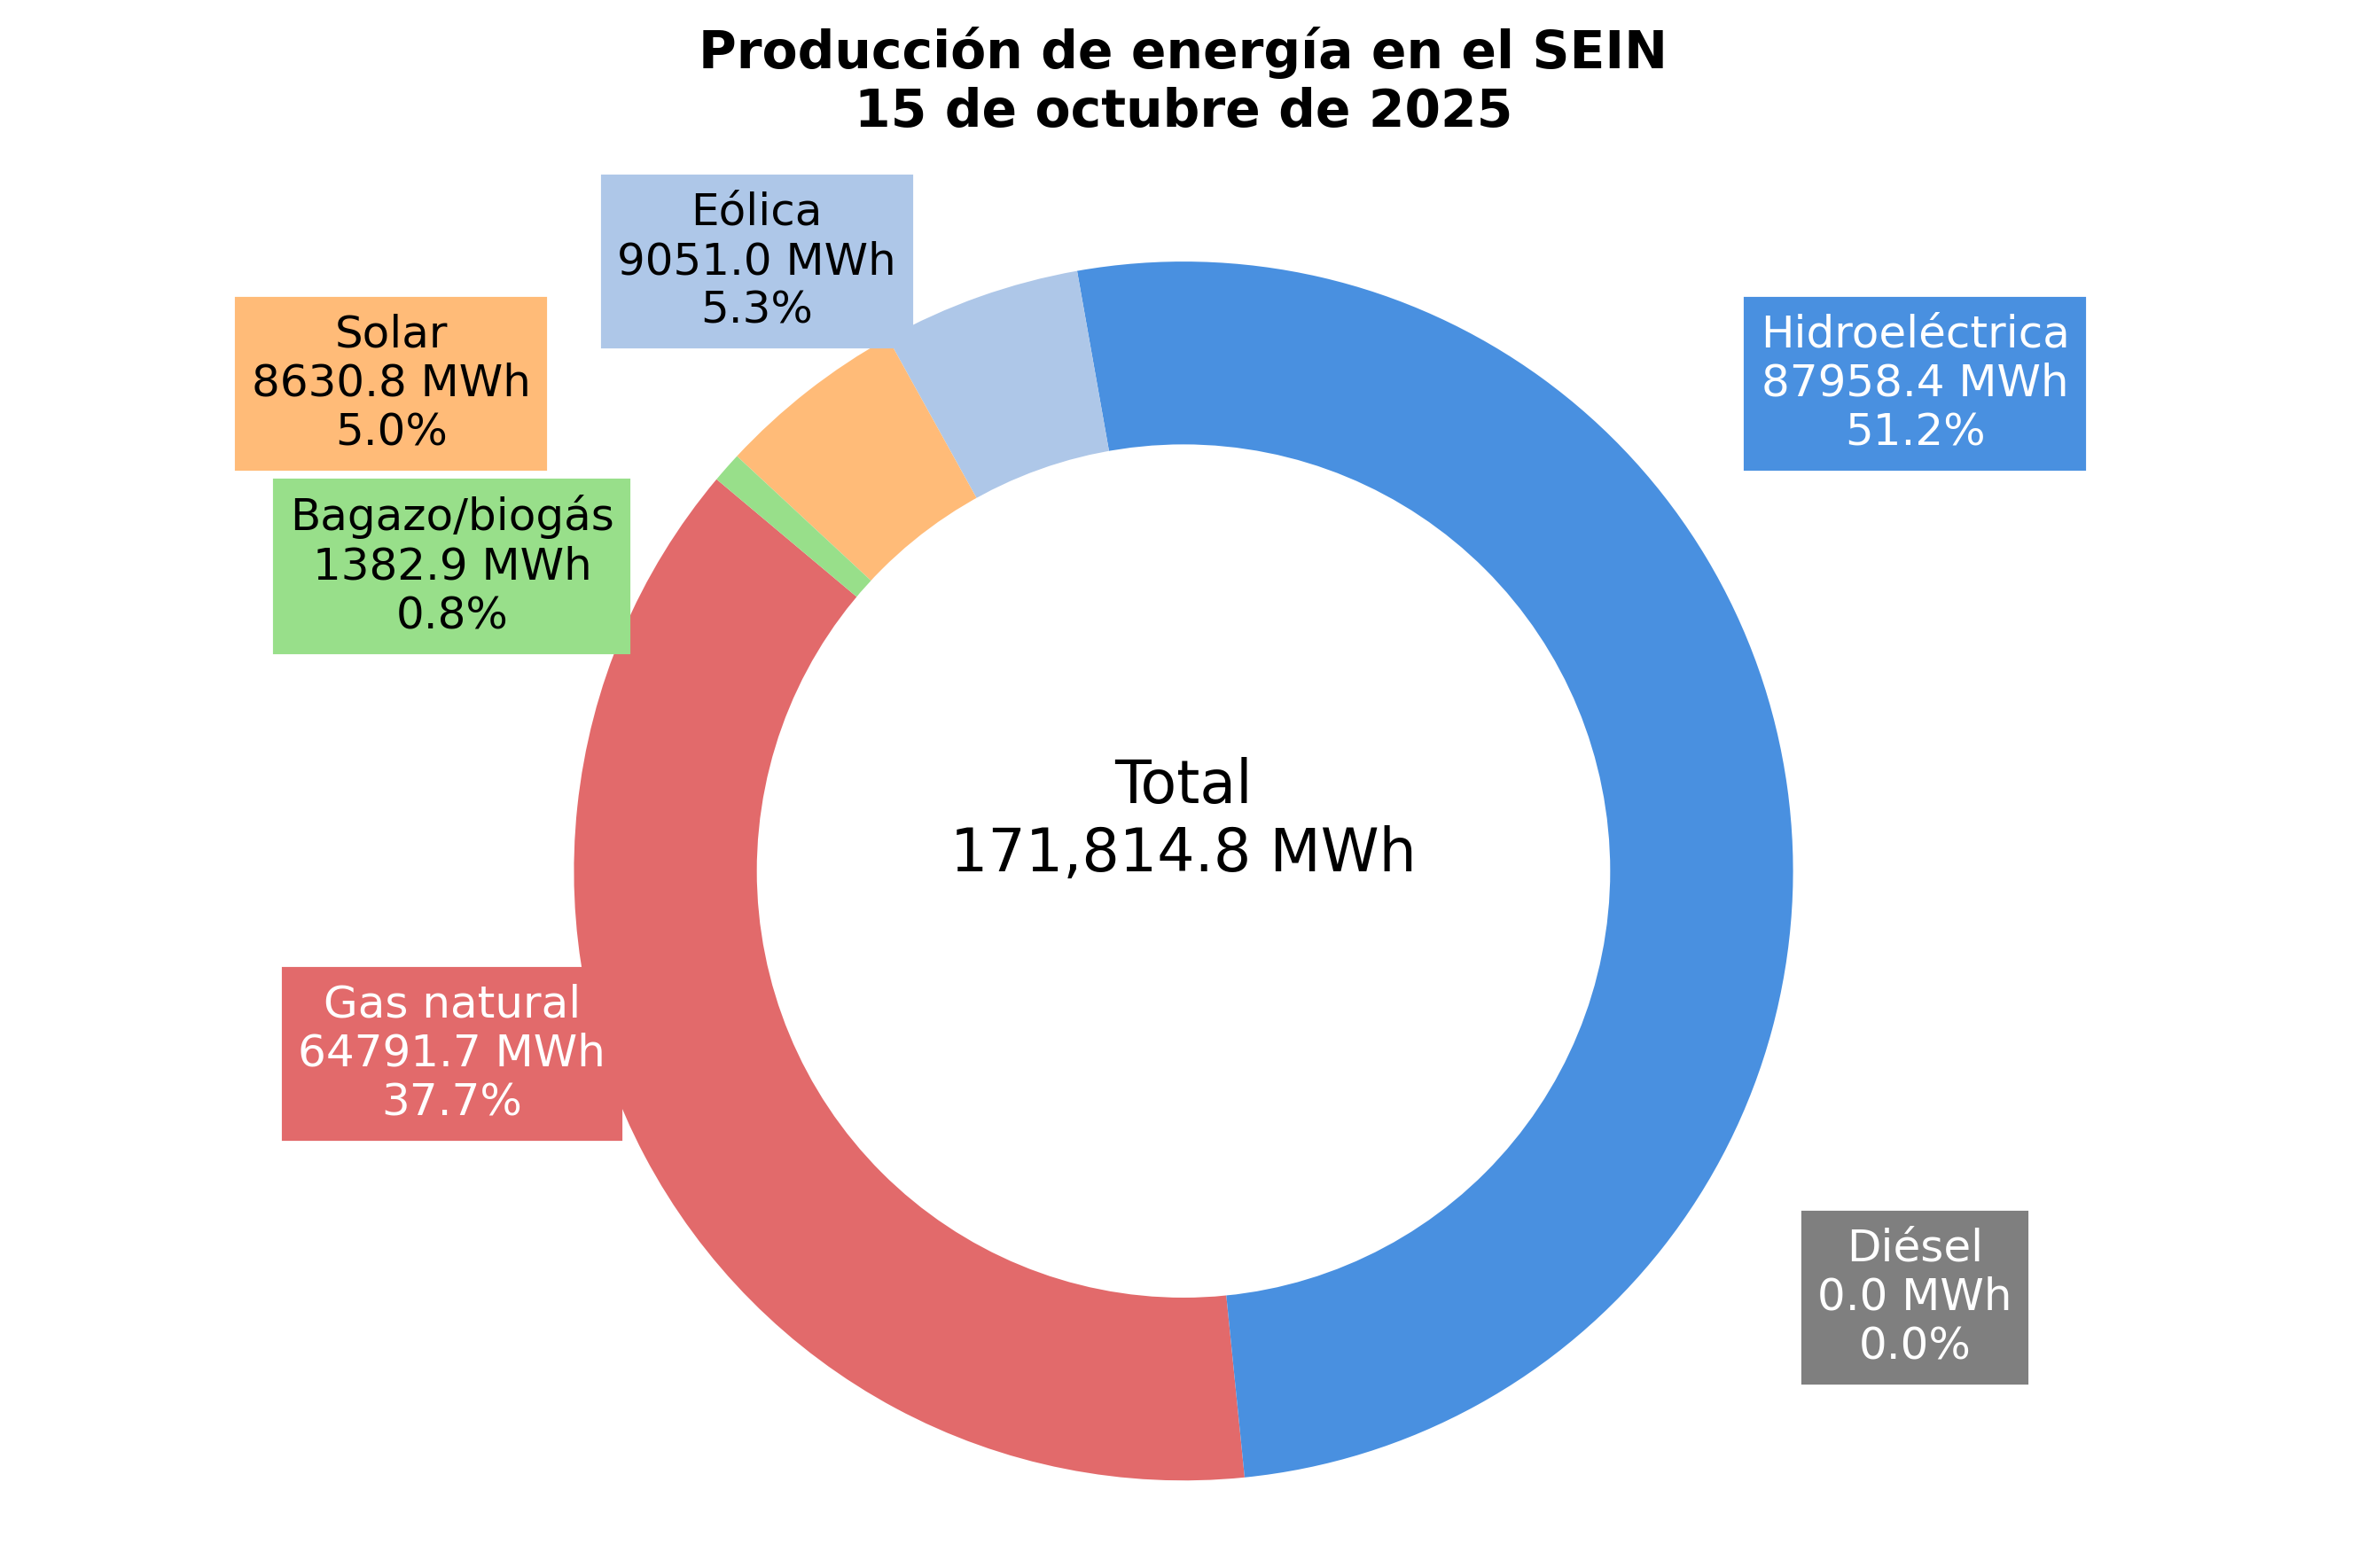 Producción de energía en el SEIN
15 de octubre de 2025
Eólica
9051.0 MWh
5.3%
Solar
8630.8 MWh
5.0%
Hidroeléctrica
87958.4 MWh
51.2%
Bagazo/biogás
1382.9 MWh
0.8%
Total
171,814.8 MWh
Gas natural
64791.7 MWh
37.7%
Diésel
0.0 MWh
0.0%